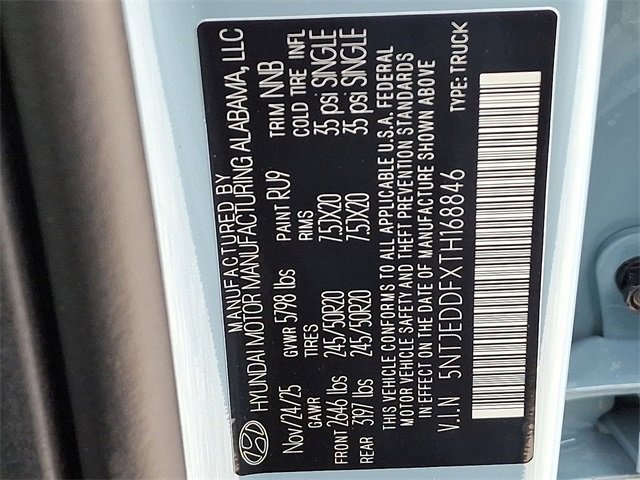 MANUFACTURED BY
HYUNDAI MOTOR MANUFACTURING ALABAMA, LLC
Nov/24/25 GVWR 5798 lbs PAINT RU9 TRIM NNB
GAWR TIRES RIMS COLD TIRE INFL
FRONT 2646 lbs 245/50R20 7.5JX20 35 psi SINGLE
REAR 3197 lbs 245/50R20 7.5JX20 35 psi SINGLE
THIS VEHICLE CONFORMS TO ALL APPLICABLE U.S.A. FEDERAL
MOTOR VEHICLE SAFETY AND THEFT PREVENTION STANDARDS
IN EFFECT ON THE DATE OF MANUFACTURE SHOWN ABOVE
V.I.N 5NTJEDDFXTH168846 TYPE: TRUCK